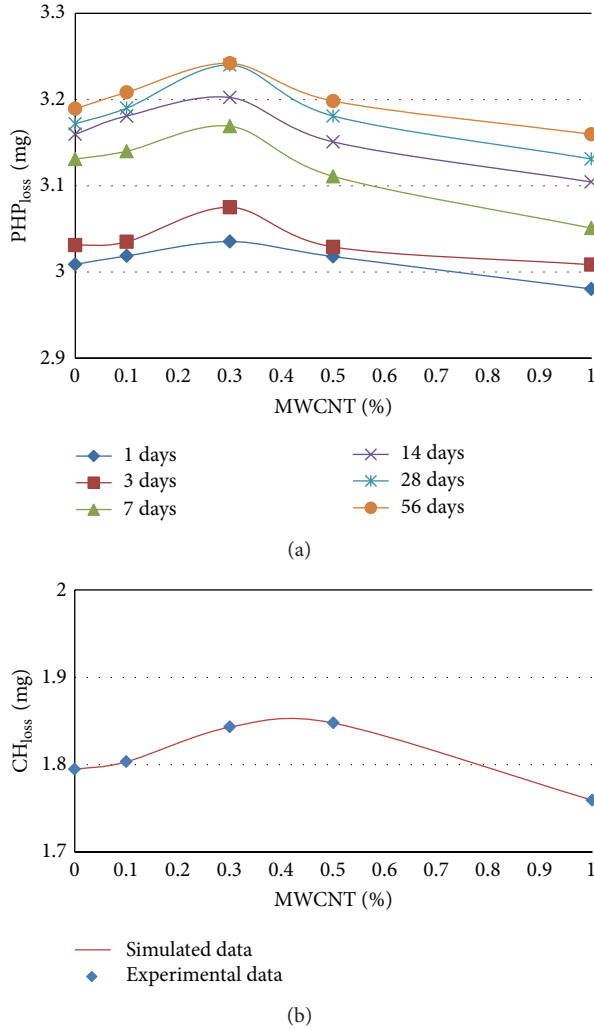 3.3
3.2
3.1
3
2.9
PHPloss (mg)
0 0.1 0.2 0.3 0.4 0.5 0.6 0.7 0.8 0.9 1
MWCNT (%)
1 days
3 days
7 days
14 days
28 days
56 days
(a)
2
1.9
1.8
1.7
CHloss (mg)
0 0.1 0.2 0.3 0.4 0.5 0.6 0.7 0.8 0.9 1
MWCNT (%)
Simulated data
Experimental data
(b)